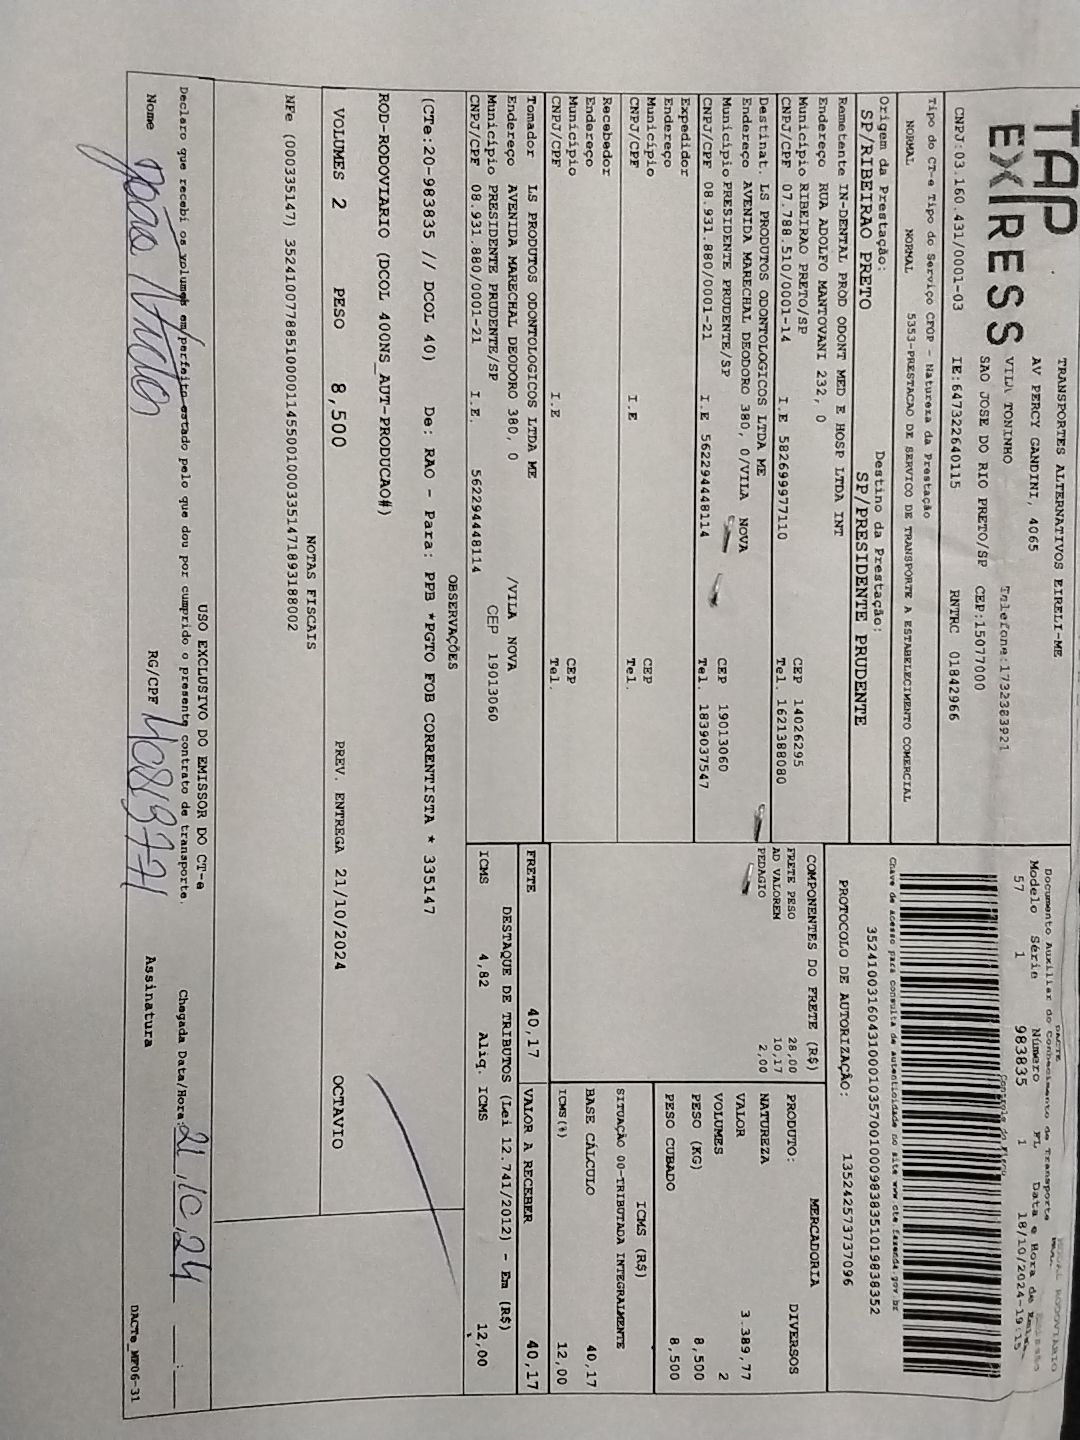 TAP
EXPRESS
TRANSPORTES ALTERNATIVOS EIRELI-ME
AV PERCY GANDINI, 4065
VILA TONINHO Telefone:1732383921
SAO JOSE DO RIO PRETO/SP CEP:15077000
CNPJ:03.160.431/0001-03 IE:647322640115 RNTRC 01842966
DACTE
MODAL RODOVIARIO
Documento Auxiliar do Conhecimento de Transporte
Modelo Série Número FL Data e Hora de
57 1 983835 1 18/10/2024-19:15
Controle do Fisco
Chave de acesso para consulta de autenticidade no site www.cte.fazenda.gov.br
35241003160431000103570010009838351019838352
PROTOCOLO DE AUTORIZAÇÃO: 135242573737096
Tipo do CT-e Tipo do Serviço CFOP - Natureza da Prestação
NORMAL NORMAL 5353-PRESTACAO DE SERVICO DE TRANSPORTE A ESTABELECIMENTO COMERCIAL
Origem da Prestação: Destino da Prestação:
SP/RIBEIRAO PRETO SP/PRESIDENTE PRUDENTE
Remetente IN-DENTAL PROD ODONT MED E HOSP LTDA INT
Endereço RUA ADOLFO MANTOVANI 232, 0
Município RIBEIRAO PRETO/SP CEP 14026295
CNPJ/CPF 07.788.510/0001-14 I.E 582699977110 Tel. 1621388080
Destinat. LS PRODUTOS ODONTOLOGICOS LTDA ME
Endereço AVENIDA MARECHAL DEODORO 380, 0/VILA NOVA
Município PRESIDENTE PRUDENTE/SP CEP 19013060
CNPJ/CPF 08.931.880/0001-21 I.E 562294448114 Tel. 1839037547
Expedidor
Endereço
Município CEP
CNPJ/CPF I.E Tel.
Recebedor
Endereço
Município CEP
CNPJ/CPF I.E Tel.
Tomador LS PRODUTOS ODONTOLOGICOS LTDA ME
Endereço AVENIDA MARECHAL DEODORO 380, 0 /VILA NOVA
Município PRESIDENTE PRUDENTE/SP CEP 19013060
CNPJ/CPF 08.931.880/0001-21 I.E. 562294448114
COMPONENTES DO FRETE (R$)
FRETE PESO 28,00
AD VALOREM 10,17
PEDAGIO 2,00
MERCADORIA
PRODUTO: DIVERSOS
NATUREZA
VALOR 3.389,77
VOLUMES 2
PESO (KG) 8,500
PESO CUBADO 8,500
ICMS (R$)
SITUAÇÃO 00-TRIBUTADA INTEGRALMENTE
BASE CÁLCULO 40,17
ICMS(%) 12,00
FRETE 40,17 VALOR A RECEBER 40,17
DESTAQUE DE TRIBUTOS (Lei 12.741/2012) - Em (R$)
ICMS 4,82 Aliq. ICMS 12,00
OBSERVAÇÕES
(CTe:20-983835 // DCOL 40) De: RAO - Para: PPB *PGTO FOB CORRENTISTA * 335147
ROD-RODOVIARIO (DCOL 400NS_AUT-PRODUCAO#)
VOLUMES 2 PESO 8,500 PREV. ENTREGA 21/10/2024 OCTAVIO
NOTAS FISCAIS
NFe (000335147) 35241007788510000114550010003351471893188002
USO EXCLUSIVO DO EMISSOR DO CT-e
Declaro que recebi os volumes em perfeito estado pelo que dou por cumprido o presente contrato de transporte. Chegada Data/Hora: 21.10.24 __:__
Nome João RG/CPF Assinatura
DACTe_MP06-31